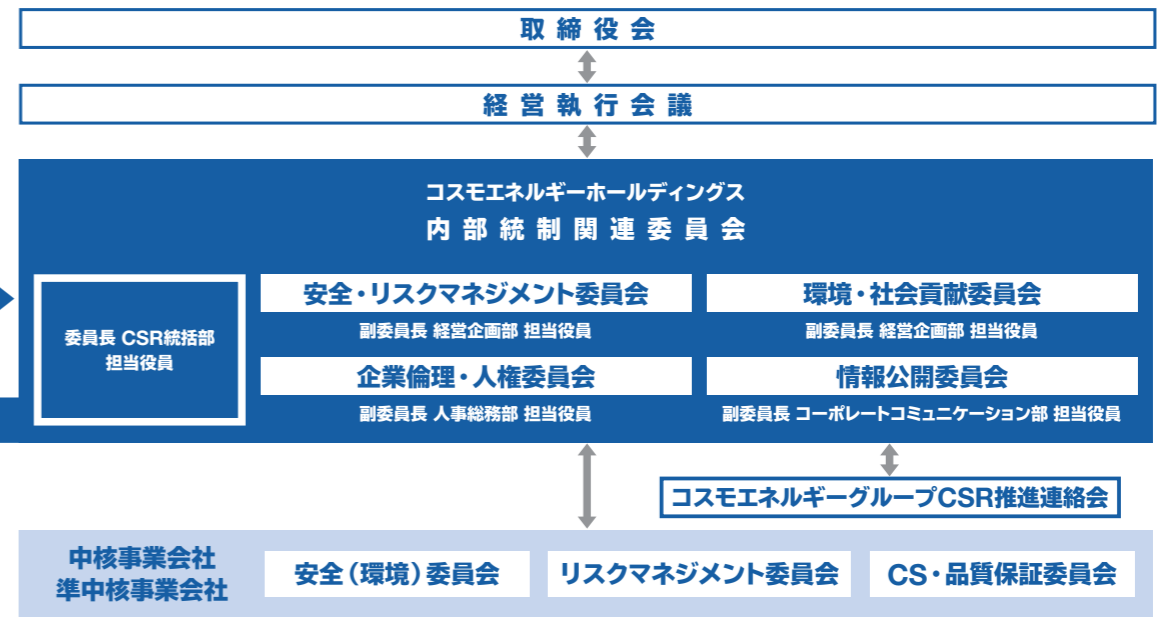 取締役会
経営執行会議
コスモエネルギーホールディングス
内部統制関連委員会
委員長 CSR統括部
担当役員
安全・リスクマネジメント委員会
副委員長 経営企画部 担当役員
環境・社会貢献委員会
副委員長 経営企画部 担当役員
企業倫理・人権委員会
副委員長 人事総務部 担当役員
情報公開委員会
副委員長 コーポレートコミュニケーション部 担当役員
コスモエネルギーグループCSR推進連絡会
中核事業会社
準中核事業会社
安全(環境)委員会
リスクマネジメント委員会
CS・品質保証委員会